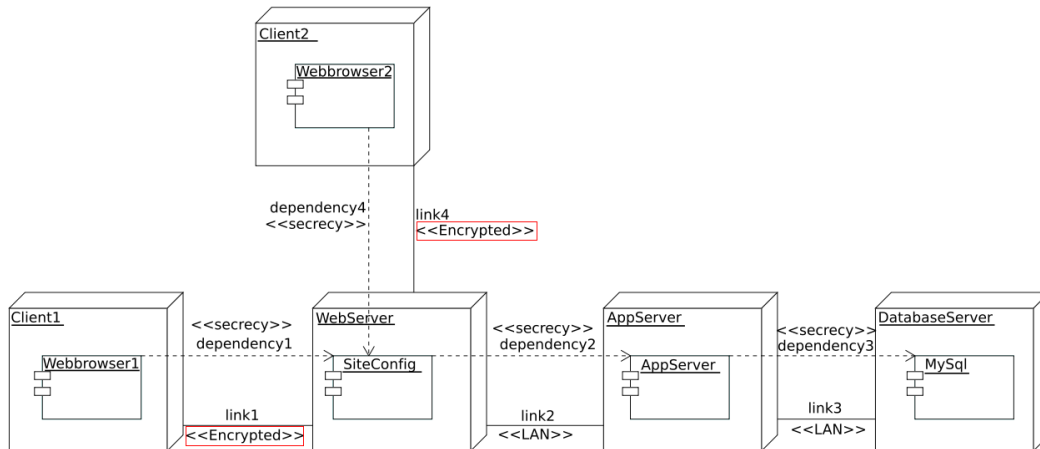 Client2
Webbrowser2
dependency4
<<secrecy>>
link4
<<Encrypted>>
Client1
<<secrecy>>
dependency1
Webbrowser1
link1
<<Encrypted>>
WebServer
SiteConfig
<<secrecy>>
dependency2
link2
<<LAN>>
AppServer
AppServer
<<secrecy>>
dependency3
link3
<<LAN>>
DatabaseServer
MySql